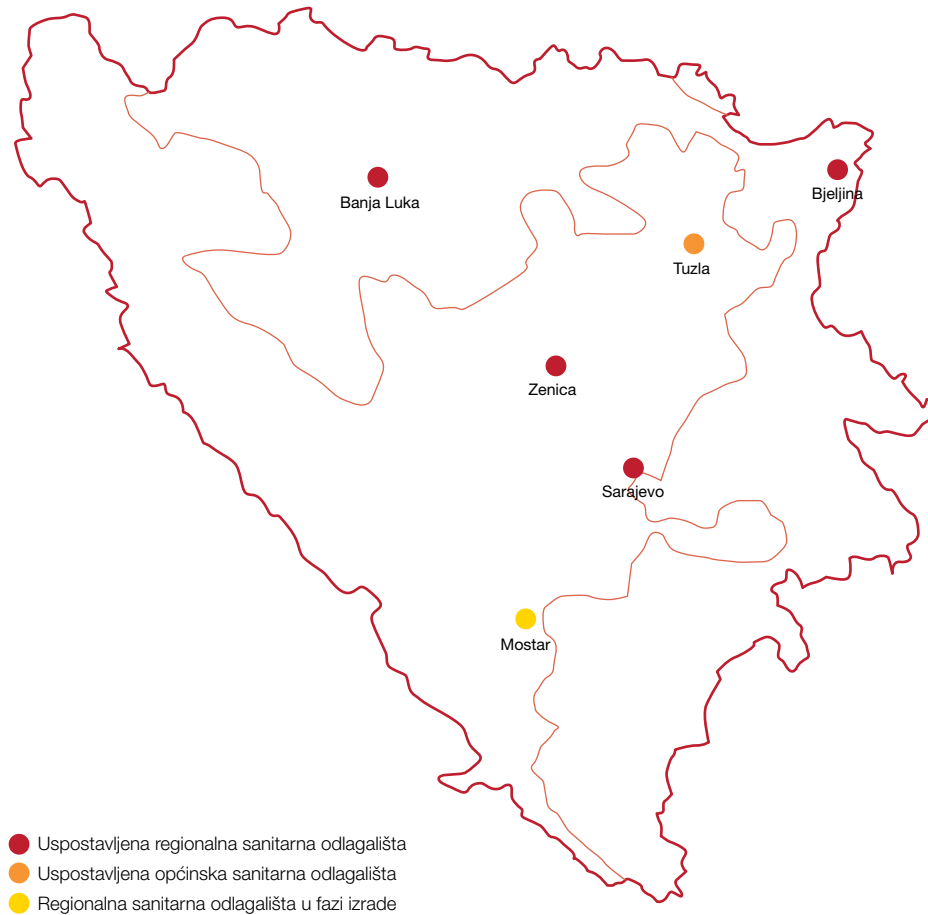 Banja Luka
Bjeljina
Tuzla
Zenica
Sarajevo
Mostar
Uspostavljena regionalna sanitarna odlagališta
Uspostavljena općinska sanitarna odlagališta
Regionalna sanitarna odlagališta u fazi izrade